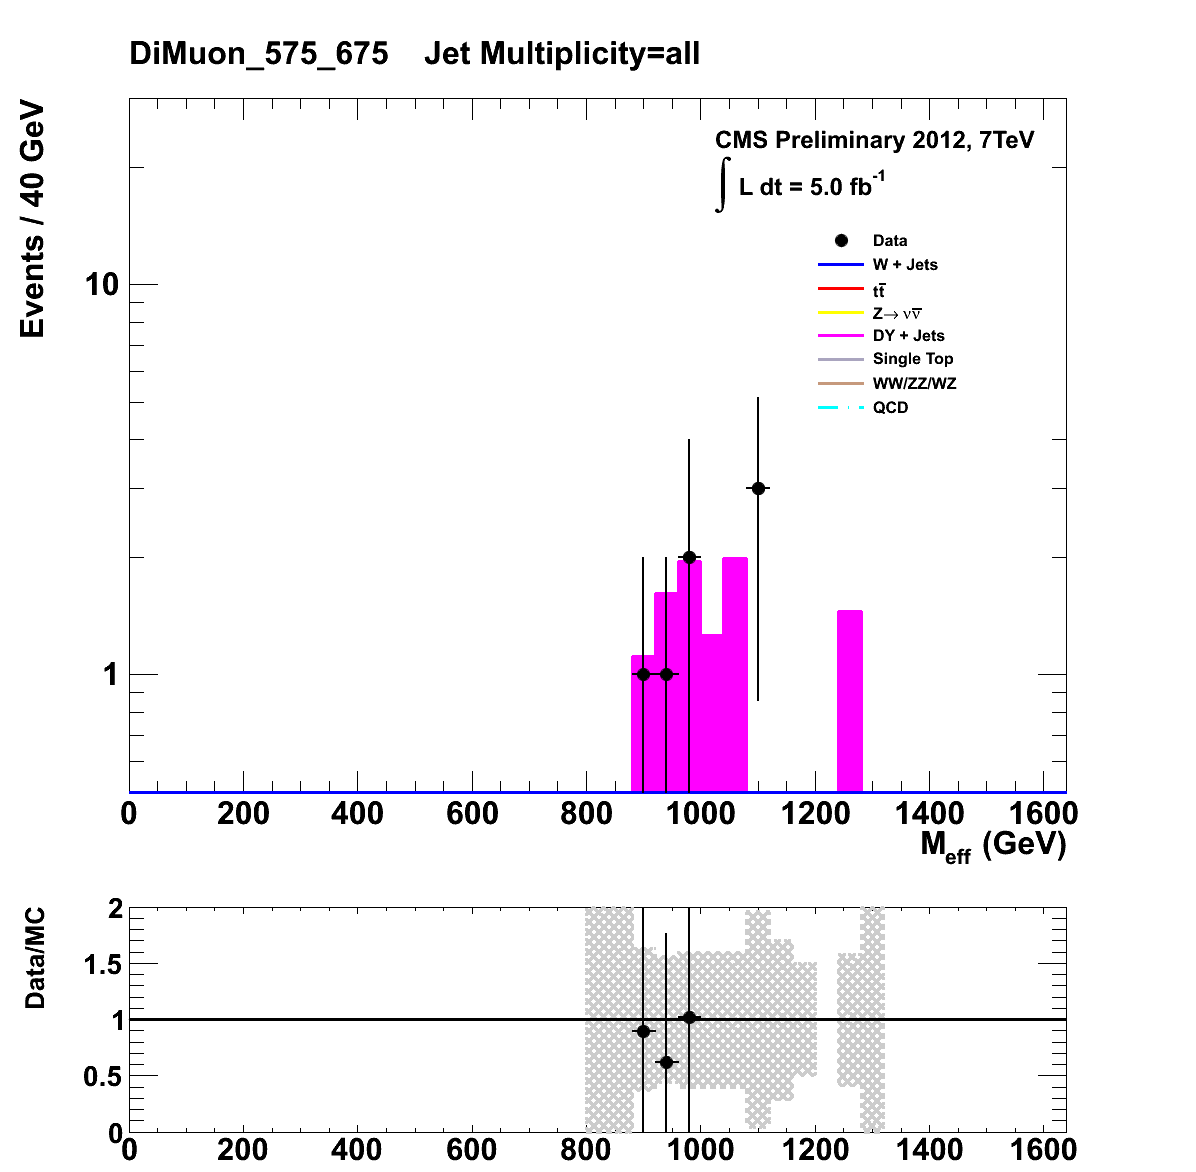 DiMuon_575_675 Jet Multiplicity=all
Events / 40 GeV
CMS Preliminary 2012, 7TeV
∫ L dt = 5.0 fb⁻¹
Data
W + Jets
tt̅
Z→ νν̅
DY + Jets
Single Top
WW/ZZ/WZ
QCD
10
1
0 200 400 600 800 1000 1200 1400 1600
M_eff (GeV)
Data/MC
2
1.5
1
0.5
0
0 200 400 600 800 1000 1200 1400 1600